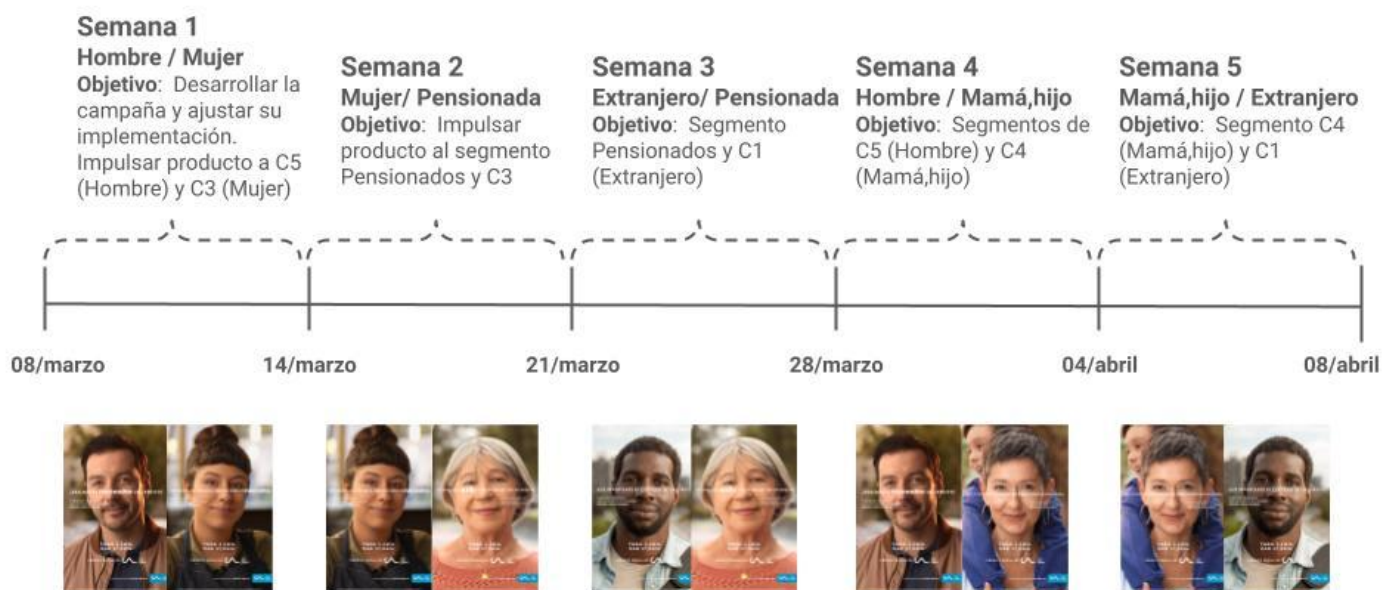 Semana 1
Hombre / Mujer
Objetivo: Desarrollar la
campaña y ajustar su
implementación.
Impulsar producto a C5
(Hombre) y C3 (Mujer)
Semana 2
Mujer/ Pensionada
Objetivo: Impulsar
producto al segmento
Pensionados y C3
Semana 3
Extranjero/ Pensionada
Objetivo: Segmento
Pensionados y C1
(Extranjero)
Semana 4
Hombre / Mamá,hijo
Objetivo: Segmentos de
C5 (Hombre) y C4
(Mamá,hijo)
Semana 5
Mamá,hijo / Extranjero
Objetivo: Segmento C4
(Mamá,hijo) y C1
(Extranjero)
08/marzo
14/marzo
21/marzo
28/marzo
04/abril
08/abril